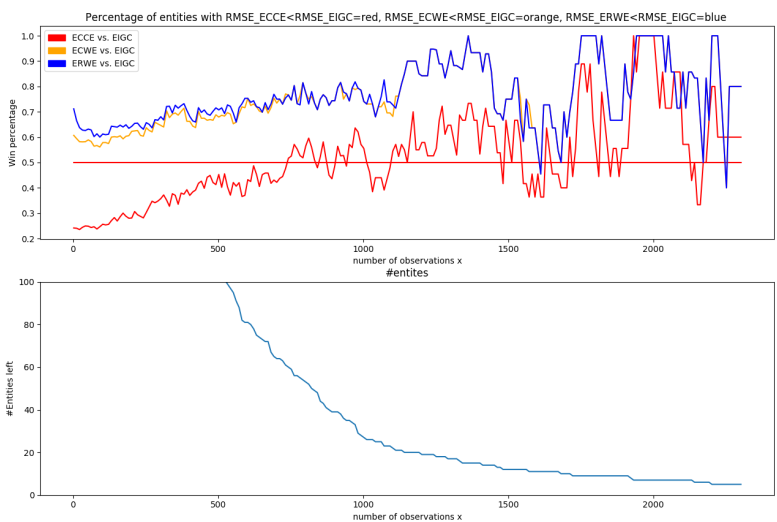 Percentage of entities with RMSE_ECCE<RMSE_EIGC=red, RMSE_ECWE<RMSE_EIGC=orange, RMSE_ERWE<RMSE_EIGC=blue
1.0
ECCE vs. EIGC
ECWE vs. EIGC
ERWE vs. EIGC
0.9
0.8
0.7
0.6
0.5
0.4
0.3
0.2
Win percentage
0
500
1000
1500
2000
number of observations x
#entites
100
80
60
40
20
0
#Entities left
0
500
1000
1500
2000
number of observations x